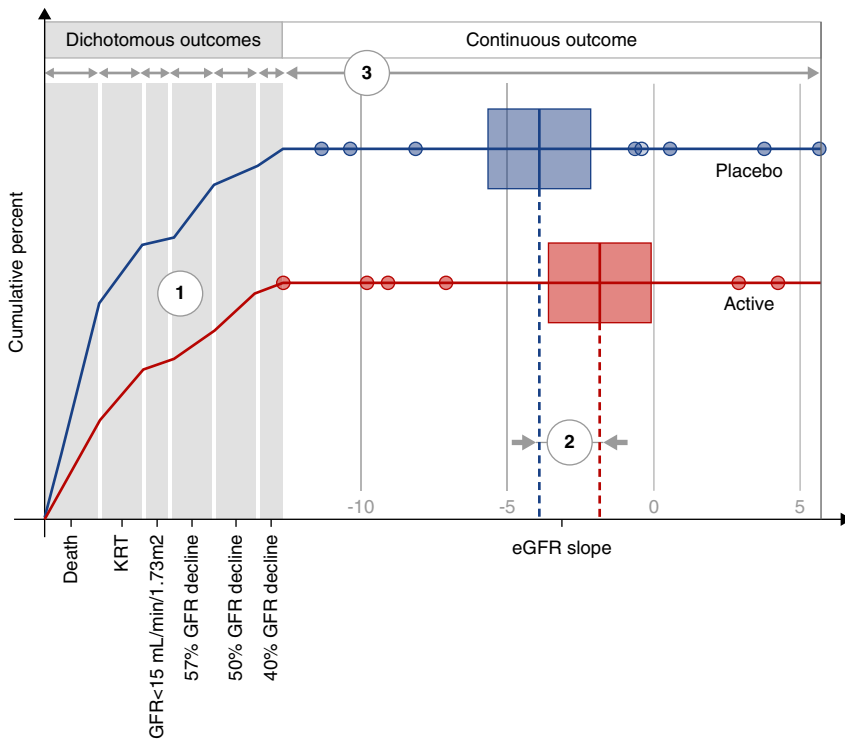 Dichotomous outcomes
Continuous outcome
3
Placebo
1
Active
Cumulative percent
2
-10
-5
0
5
eGFR slope
Death
KRT
GFR<15 mL/min/1.73m2
57% GFR decline
50% GFR decline
40% GFR decline